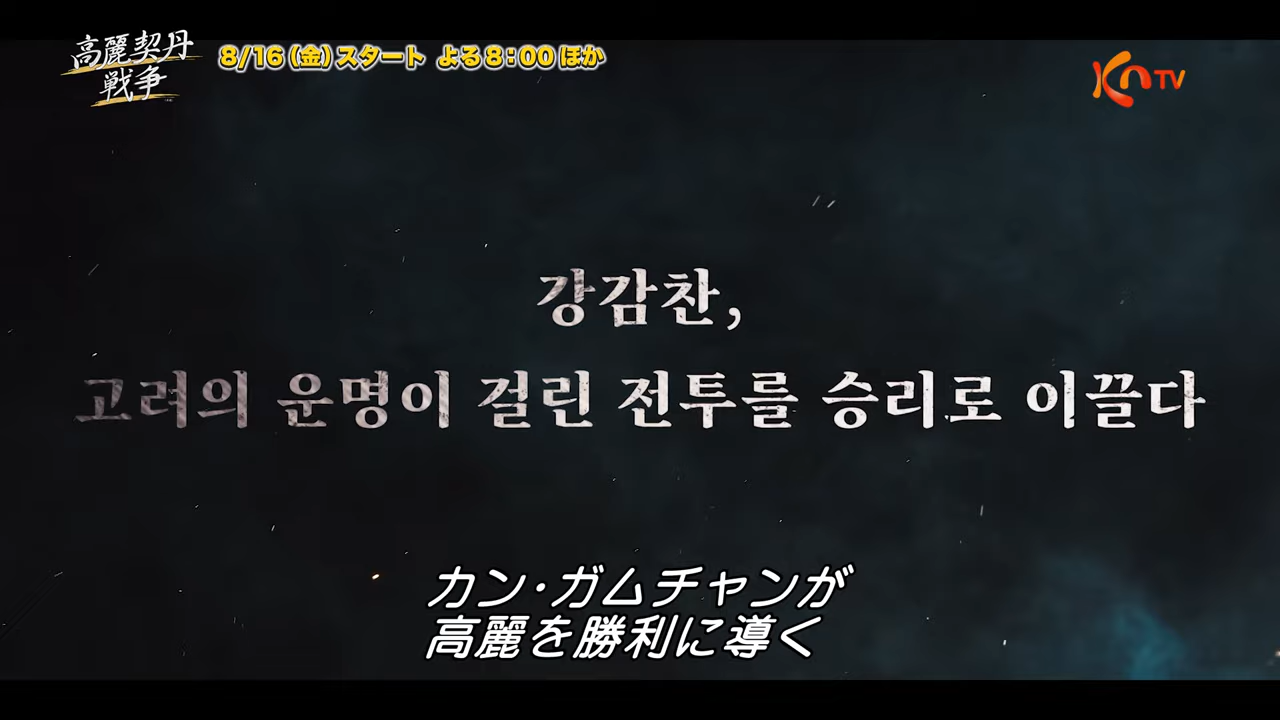 高麗契丹
戦争
8/16(金)スタート よる8:00ほか
KnTV
강감찬,
고려의 운명이 걸린 전투를 승리로 이끌다
カン・ガムチャンが
高麗を勝利に導く